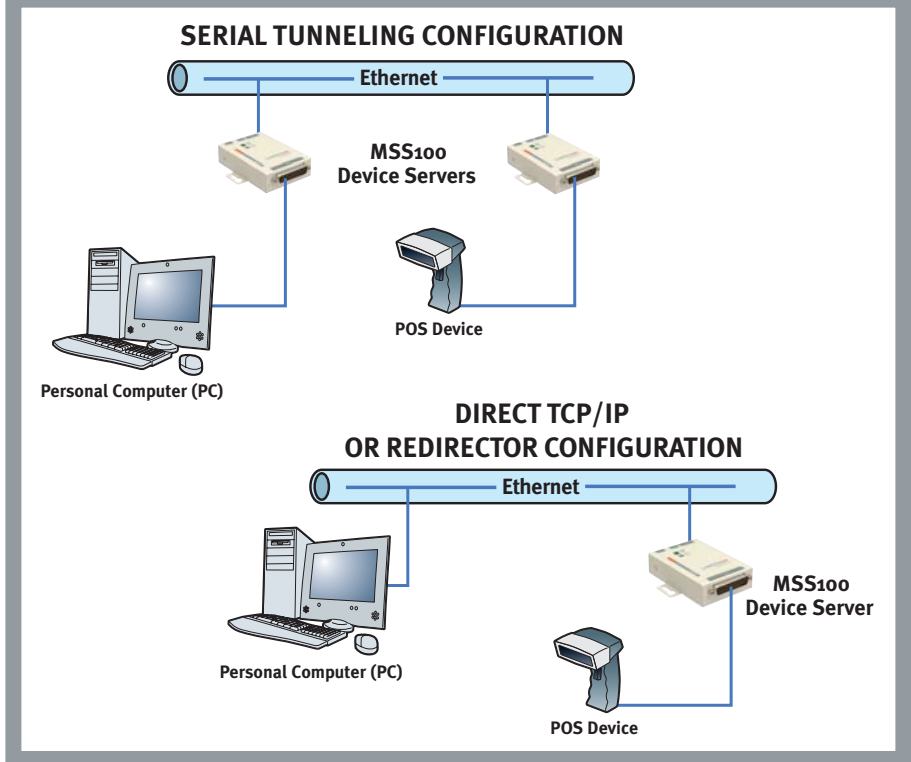 SERIAL TUNNELING CONFIGURATION
Ethernet
MSS100
Device Servers
POS Device
Personal Computer (PC)
DIRECT TCP/IP
OR REDIRECTOR CONFIGURATION
Ethernet
MSS100
Device Server
Personal Computer (PC)
POS Device